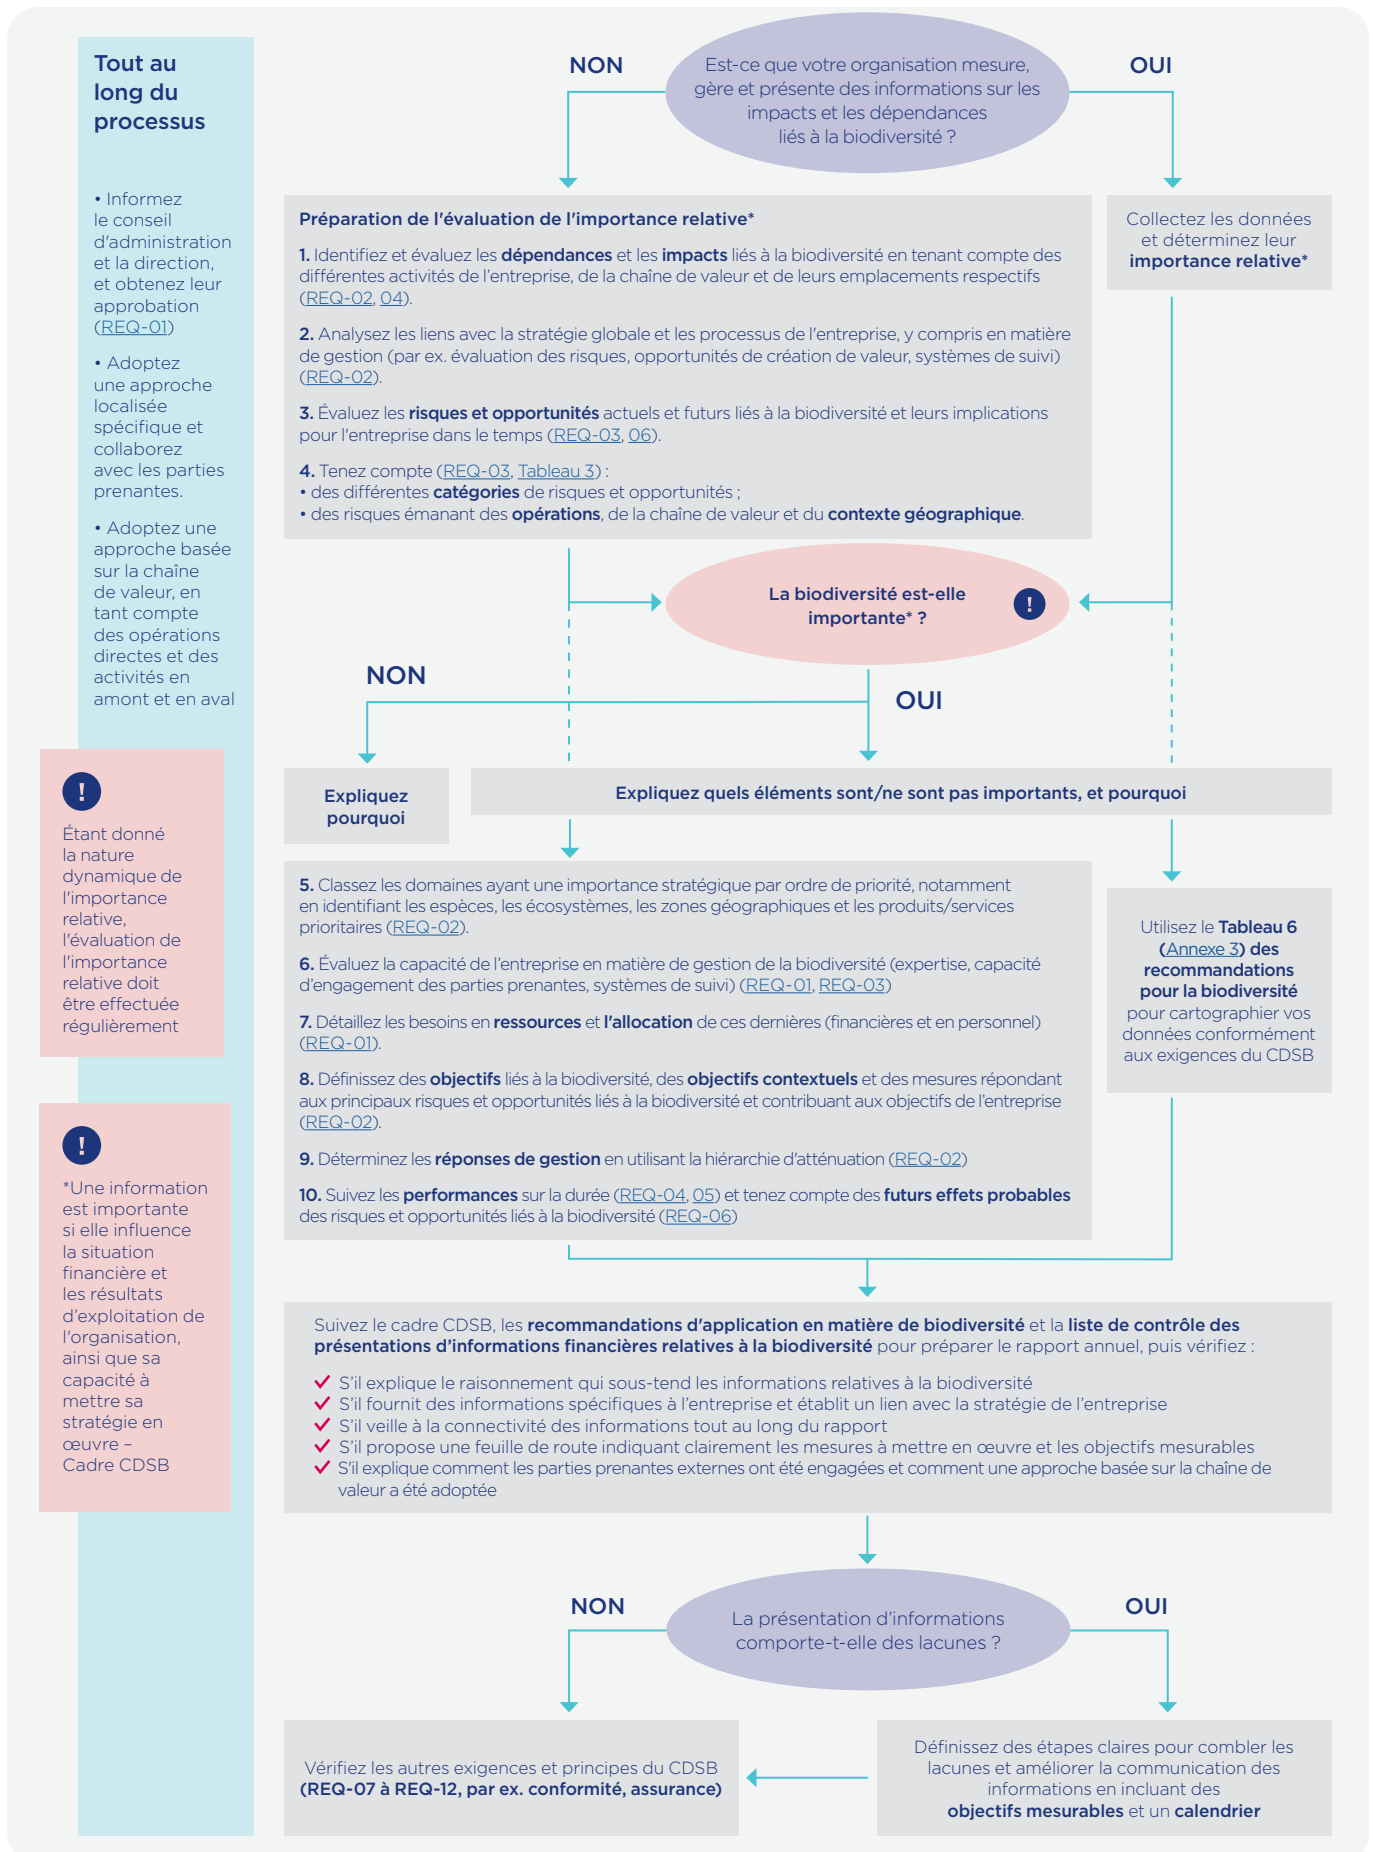 Tout au
long du
processus
• Informez
le conseil
d'administration
et la direction,
et obtenez leur
approbation
(REQ-01)
• Adoptez
une approche
localisée
spécifique et
collaborez
avec les parties
prenantes.
• Adoptez une
approche basée
sur la chaîne
de valeur, en
tant compte
des opérations
directes et des
activités en
amont et en aval
!
Étant donné
la nature
dynamique de
l'importance
relative,
l'évaluation de
l'importance
relative doit
être effectuée
régulièrement
!
*Une information
est importante
si elle influence
la situation
financière et
les résultats
d’exploitation de
l'organisation,
ainsi que sa
capacité à
mettre sa
stratégie en
œuvre –
Cadre CDSB
NON
Est-ce que votre organisation mesure,
gère et présente des informations sur les
impacts et les dépendances
liés à la biodiversité ?
OUI
Préparation de l'évaluation de l'importance relative*
1. Identifiez et évaluez les dépendances et les impacts liés à la biodiversité en tenant compte des
différentes activités de l’entreprise, de la chaîne de valeur et de leurs emplacements respectifs
(REQ-02, 04).
2. Analysez les liens avec la stratégie globale et les processus de l'entreprise, y compris en matière
de gestion (par ex. évaluation des risques, opportunités de création de valeur, systèmes de suivi)
(REQ-02).
3. Évaluez les risques et opportunités actuels et futurs liés à la biodiversité et leurs implications
pour l'entreprise dans le temps (REQ-03, 06).
4. Tenez compte (REQ-03, Tableau 3) :
• des différentes catégories de risques et opportunités ;
• des risques émanant des opérations, de la chaîne de valeur et du contexte géographique.
Collectez les données
et déterminez leur
importance relative*
La biodiversité est-elle
importante* ?
!
NON
OUI
Expliquez
pourquoi
Expliquez quels éléments sont/ne sont pas importants, et pourquoi
5. Classez les domaines ayant une importance stratégique par ordre de priorité, notamment
en identifiant les espèces, les écosystèmes, les zones géographiques et les produits/services
prioritaires (REQ-02).
6. Évaluez la capacité de l’entreprise en matière de gestion de la biodiversité (expertise, capacité
d’engagement des parties prenantes, systèmes de suivi) (REQ-01, REQ-03)
7. Détaillez les besoins en ressources et l'allocation de ces dernières (financières et en personnel)
(REQ-01).
8. Définissez des objectifs liés à la biodiversité, des objectifs contextuels et des mesures répondant
aux principaux risques et opportunités liés à la biodiversité et contribuant aux objectifs de l’entreprise
(REQ-02).
9. Déterminez les réponses de gestion en utilisant la hiérarchie d'atténuation (REQ-02)
10. Suivez les performances sur la durée (REQ-04, 05) et tenez compte des futurs effets probables
des risques et opportunités liés à la biodiversité (REQ-06)
Utilisez le Tableau 6
(Annexe 3) des
recommandations
pour la biodiversité
pour cartographier vos
données conformément
aux exigences du CDSB
Suivez le cadre CDSB, les recommandations d'application en matière de biodiversité et la liste de contrôle des
présentations d’informations financières relatives à la biodiversité pour préparer le rapport annuel, puis vérifiez :
S’il explique le raisonnement qui sous-tend les informations relatives à la biodiversité
S’il fournit des informations spécifiques à l’entreprise et établit un lien avec la stratégie de l’entreprise
S’il veille à la connectivité des informations tout au long du rapport
S’il propose une feuille de route indiquant clairement les mesures à mettre en œuvre et les objectifs mesurables
S'il explique comment les parties prenantes externes ont été engagées et comment une approche basée sur la chaîne de
valeur a été adoptée
NON
La présentation d’informations
comporte-t-elle des lacunes ?
OUI
Vérifiez les autres exigences et principes du CDSB
(REQ-07 à REQ-12, par ex. conformité, assurance)
Définissez des étapes claires pour combler les
lacunes et améliorer la communication des
informations en incluant des
objectifs mesurables et un calendrier